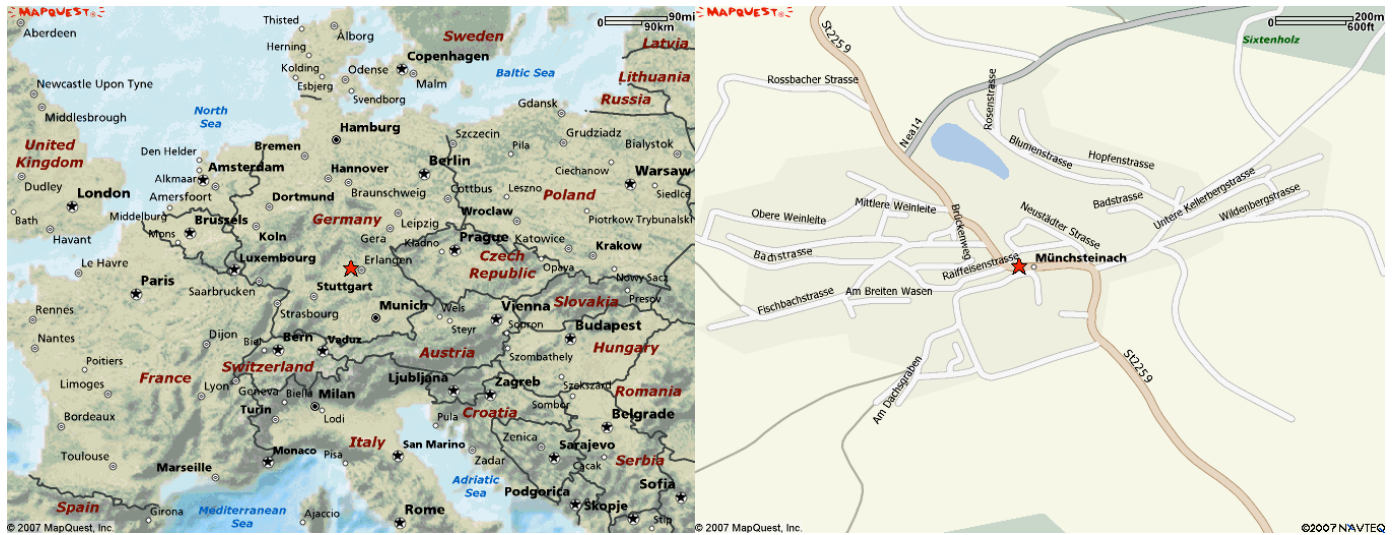 MAPQUEST
90mi
90km
Thisted
Aberdeen
Ålborg
Sweden
Latvia
Herning
Copenhagen
Kolding
Odense
Malm
Baltic Sea
Lithuania
Esbjerg
Newcastle Upon Tyne
Svendborg
Russia
North
Sea
Gdansk
Middlesbrough
Hamburg
Szczecin
Grudziadz
United
Kingdom
Bremen
Pila
Bialystok
Den Helder
Amsterdam
Hannover
Berlin
Ciechanow
Warsaw
Alkmaar
Dudley
London
Amersfoort
Dortmund
Braunschweig
Cottbus
Leszno
Poland
Siedlce
Middelburg
Brussels
Germany
Leipzig
Wroclaw
Piotrkow Trybunalski
Bath
Havant
Mons
Koln
Gera
Kladno
Prague
Katowice
Krakow
Le Havre
Luxembourg
Erlangen
Czech
Republic
Opava
Nowy Sacz
Paris
Saarbrucken
Stuttgart
Presov
Rennes
Strasbourg
Munich
Wels
Vienna
Slovakia
Steyr
Sopron
Budapest
Nantes
Dijon
Biel
Bern
Vaduz
Austria
Szombathely
Hungary
Poitiers
Switzerland
France
Limoges
Lyon
Geneva
Biella
Milan
Ljubljana
Zagreb
Szekszárd
Romania
Bordeaux
Turin
Lodi
Pula
Croatia
Sombor
Belgrade
Italy
San Marino
Zenica
Sarajevo
Toulouse
Marseille
Monaco
Pisa
Zadar
Cacak
Serbia
Adriatic
Sea
Podgorica
Sofia
Spain
Girona
Mediterranean
Sea
Ajaccio
Rome
Skopje
Stip
© 2007 MapQuest, Inc.
MAPQUEST
200m
600ft
St2259
Sixtenholz
Rossbacher Strasse
Rosenstrasse
Nea14
Blumenstrasse
Hopfenstrasse
Untere Kellerbergstrasse
Badstrasse
Wildenbergstrasse
Mittlere Weinleite
Obere Weinleite
Brückenweg
Neustädter Strasse
Bachstrasse
Raiffeisenstrasse
Münchsteinach
Fischbachstrasse
Am Breiten Wasen
Am Dachsgraben
St2259
© 2007 MapQuest, Inc.
©2007 NAVTEQ